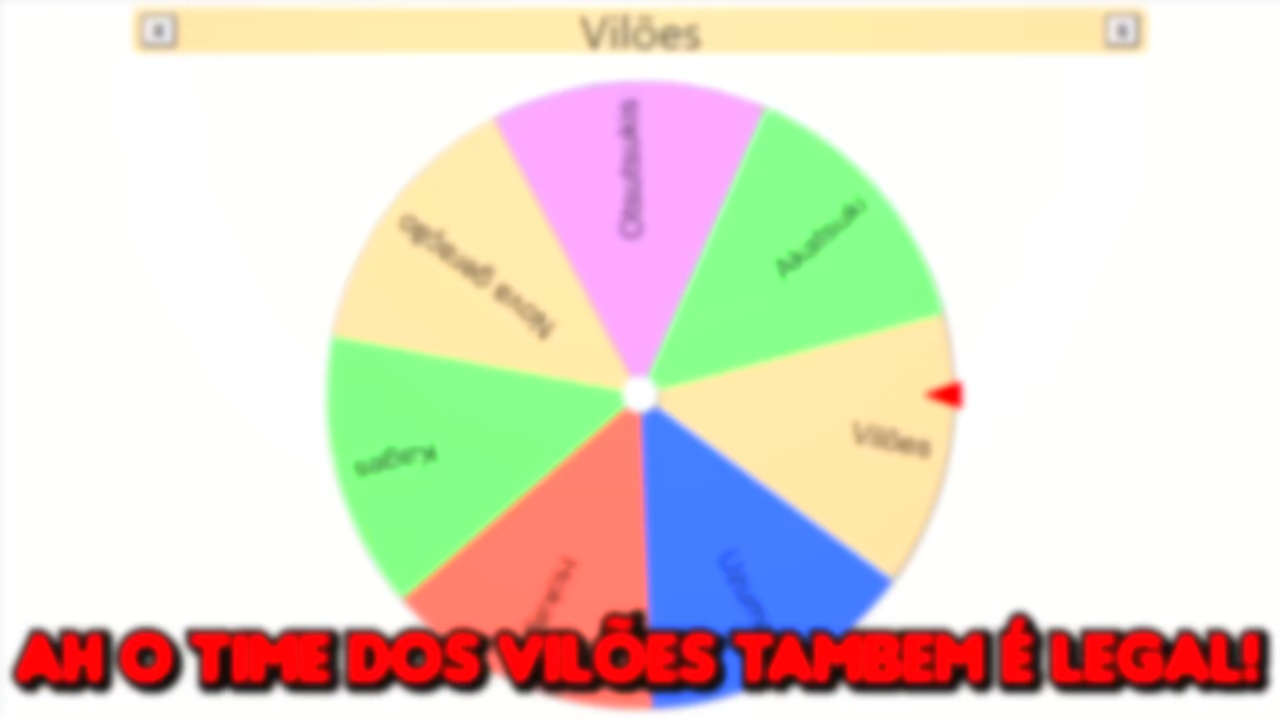 Vilões
Otsutsukis
Akatsuki
Nova geração
Vilões
Kages
AH O TIME DOS VILÕES TAMBEM É LEGAL!